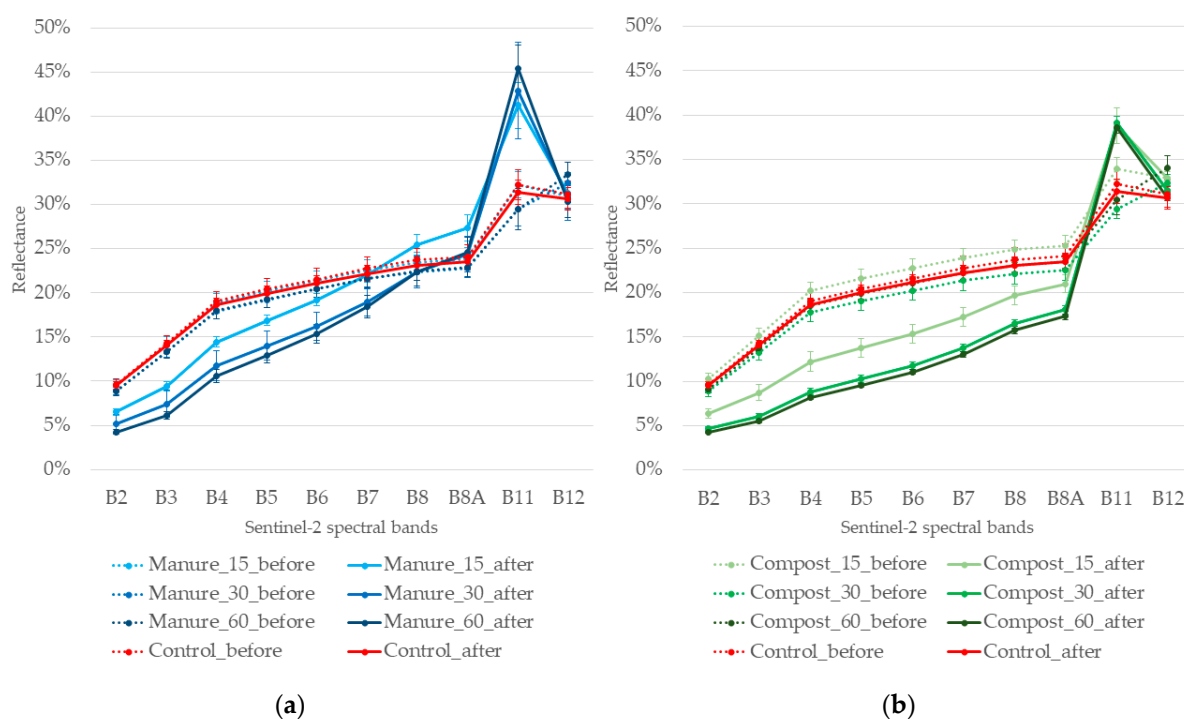 50%
45%
40%
35%
30%
25%
20%
15%
10%
5%
0%
Reflectance
B2 B3 B4 B5 B6 B7 B8 B8A B11 B12
Sentinel-2 spectral bands
Manure_15_before Manure_15_after
Manure_30_before Manure_30_after
Manure_60_before Manure_60_after
Control_before Control_after
(a)
50%
45%
40%
35%
30%
25%
20%
15%
10%
5%
0%
Reflectance
B2 B3 B4 B5 B6 B7 B8 B8A B11 B12
Sentinel-2 spectral bands
Compost_15_before Compost_15_after
Compost_30_before Compost_30_after
Compost_60_before Compost_60_after
Control_before Control_after
(b)